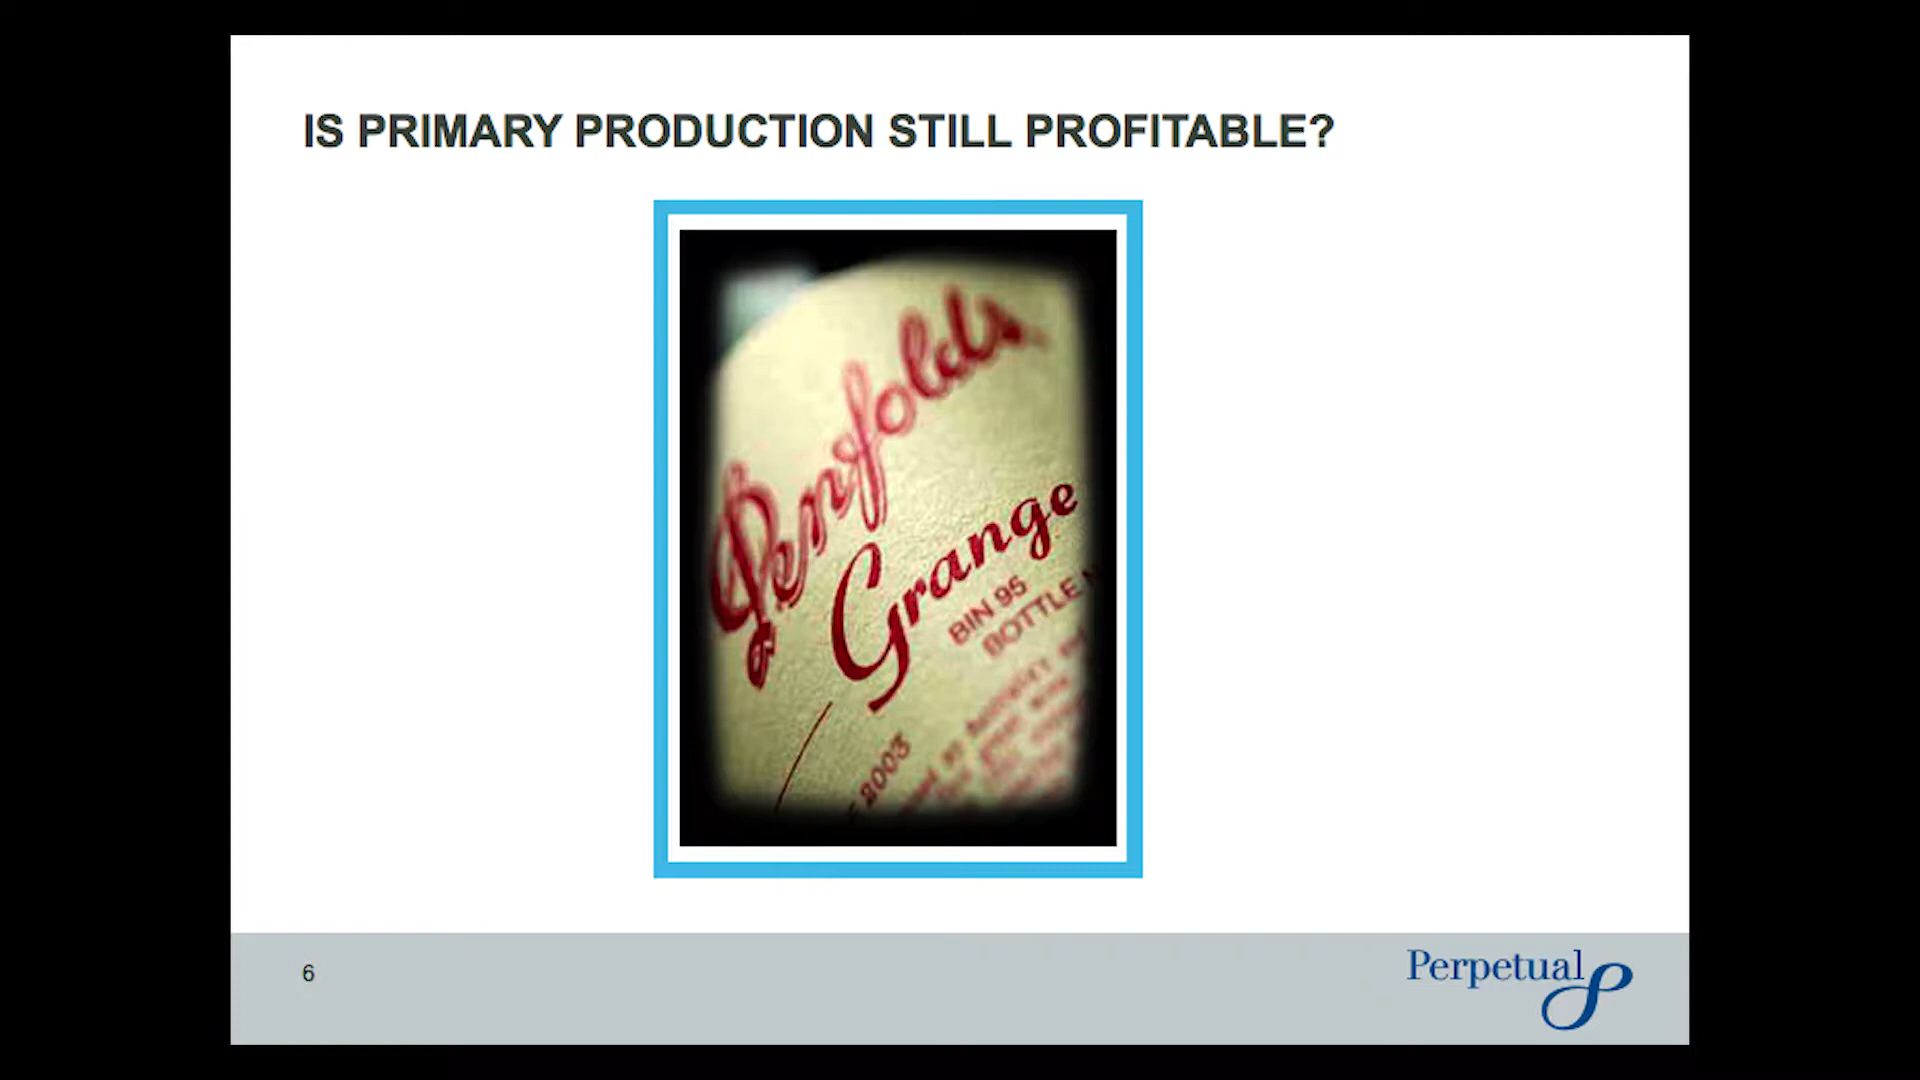 IS PRIMARY PRODUCTION STILL PROFITABLE?
Penfolds
Grange
BIN 95
BOTTLE
2003
6
Perpetual